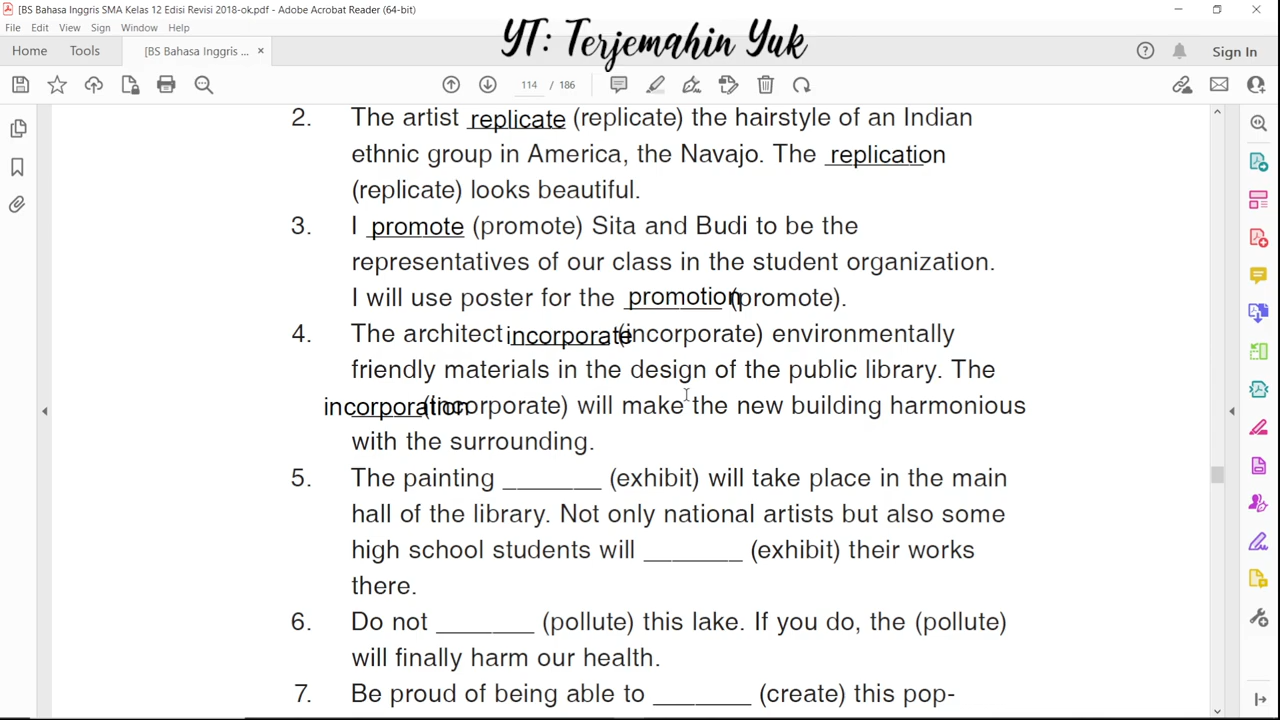 [BS Bahasa Inggris SMA Kelas 12 Edisi Revisi 2018-ok.pdf - Adobe Acrobat Reader (64-bit)
File Edit View Sign Window Help
YT: Terjemahin Yuk
Home Tools [BS Bahasa Inggris ... × Sign In
114 / 186
2. The artist replicate (replicate) the hairstyle of an Indian
ethnic group in America, the Navajo. The replication
(replicate) looks beautiful.
3. I promote (promote) Sita and Budi to be the
representatives of our class in the student organization.
I will use poster for the promotion (promote).
4. The architect incorporate (incorporate) environmentally
friendly materials in the design of the public library. The
incorporation (incorporate) will make the new building harmonious
with the surrounding.
5. The painting _______ (exhibit) will take place in the main
hall of the library. Not only national artists but also some
high school students will _______ (exhibit) their works
there.
6. Do not _______ (pollute) this lake. If you do, the (pollute)
will finally harm our health.
7. Be proud of being able to _______ (create) this pop-